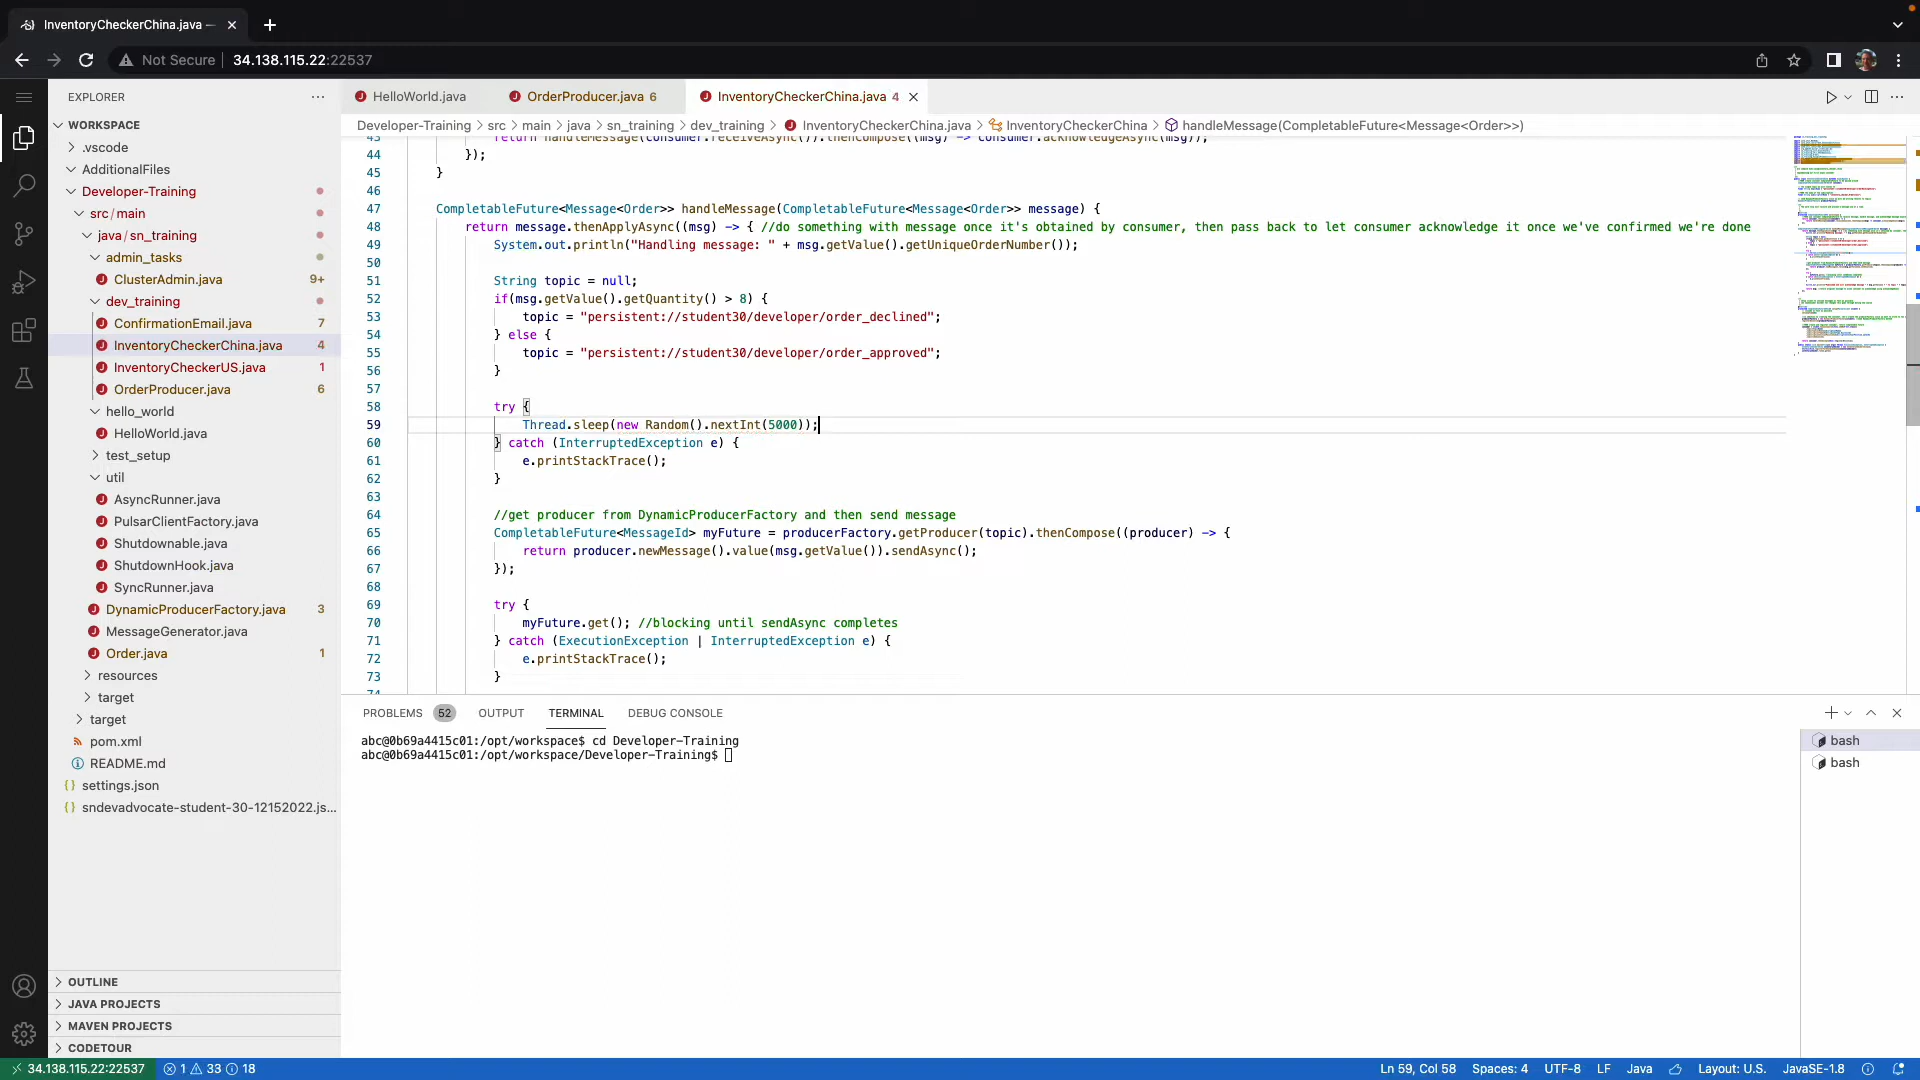 InventoryCheckerChina.java —
Not Secure 34.138.115.22:22537
EXPLORER
WORKSPACE
.vscode
AdditionalFiles
Developer-Training
src/main
java/sn_training
admin_tasks
ClusterAdmin.java 9+
dev_training
ConfirmationEmail.java 7
InventoryCheckerChina.java 4
InventoryCheckerUS.java 1
OrderProducer.java 6
hello_world
HelloWorld.java
test_setup
util
AsyncRunner.java
PulsarClientFactory.java
Shutdownable.java
ShutdownHook.java
SyncRunner.java
DynamicProducerFactory.java 3
MessageGenerator.java
Order.java 1
resources
target
target
pom.xml
README.md
settings.json
sndevadvocate-student-30-12152022.js...
OUTLINE
JAVA PROJECTS
MAVEN PROJECTS
CODETOUR
HelloWorld.java OrderProducer.java 6 InventoryCheckerChina.java 4
Developer-Training > src > main > java > sn_training > dev_training > InventoryCheckerChina.java > InventoryCheckerChina > handleMessage(CompletableFuture<Message<Order>>)
43 return handleMessage(consumer.receiveAsync()).thenCompose((msg) -> consumer.acknowledgeAsync(msg));
44 });
45 }
46
47 CompletableFuture<Message<Order>> handleMessage(CompletableFuture<Message<Order>> message) {
48 return message.thenApplyAsync((msg) -> { //do something with message once it's obtained by consumer, then pass back to let consumer acknowledge it once we've confirmed we're done
49 System.out.println("Handling message: " + msg.getValue().getUniqueOrderNumber());
50
51 String topic = null;
52 if(msg.getValue().getQuantity() > 8) {
53 topic = "persistent://student30/developer/order_declined";
54 } else {
55 topic = "persistent://student30/developer/order_approved";
56 }
57
58 try {
59 Thread.sleep(new Random().nextInt(5000));
60 } catch (InterruptedException e) {
61 e.printStackTrace();
62 }
63
64 //get producer from DynamicProducerFactory and then send message
65 CompletableFuture<MessageId> myFuture = producerFactory.getProducer(topic).thenCompose((producer) -> {
66 return producer.newMessage().value(msg.getValue()).sendAsync();
67 });
68
69 try {
70 myFuture.get(); //blocking until sendAsync completes
71 } catch (ExecutionException | InterruptedException e) {
72 e.printStackTrace();
73 }
74
PROBLEMS 52 OUTPUT TERMINAL DEBUG CONSOLE
abc@0b69a4415c01:/opt/workspace$ cd Developer-Training
abc@0b69a4415c01:/opt/workspace/Developer-Training$
bash
bash
34.138.115.22:22537 1 33 18 Ln 59, Col 58 Spaces: 4 UTF-8 LF Java Layout: U.S. JavaSE-1.8